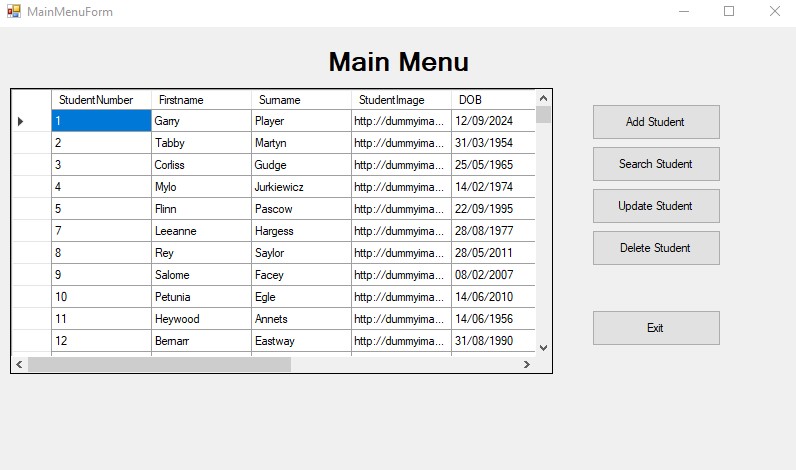 MainMenuForm
Main Menu
StudentNumber Firstname Surname StudentImage DOB
1 Garry Player http://dummyima... 12/09/2024
2 Tabby Martyn http://dummyima... 31/03/1954
3 Corliss Gudge http://dummyima... 25/05/1965
4 Mylo Jurkiewicz http://dummyima... 14/02/1974
5 Flinn Pascow http://dummyima... 22/09/1995
7 Leeanne Hargess http://dummyima... 28/08/1977
8 Rey Saylor http://dummyima... 28/05/2011
9 Salome Facey http://dummyima... 08/02/2007
10 Petunia Egle http://dummyima... 14/06/2010
11 Heywood Annets http://dummyima... 14/06/1956
12 Bernarr Eastway http://dummyima... 31/08/1990
Add Student
Search Student
Update Student
Delete Student
Exit